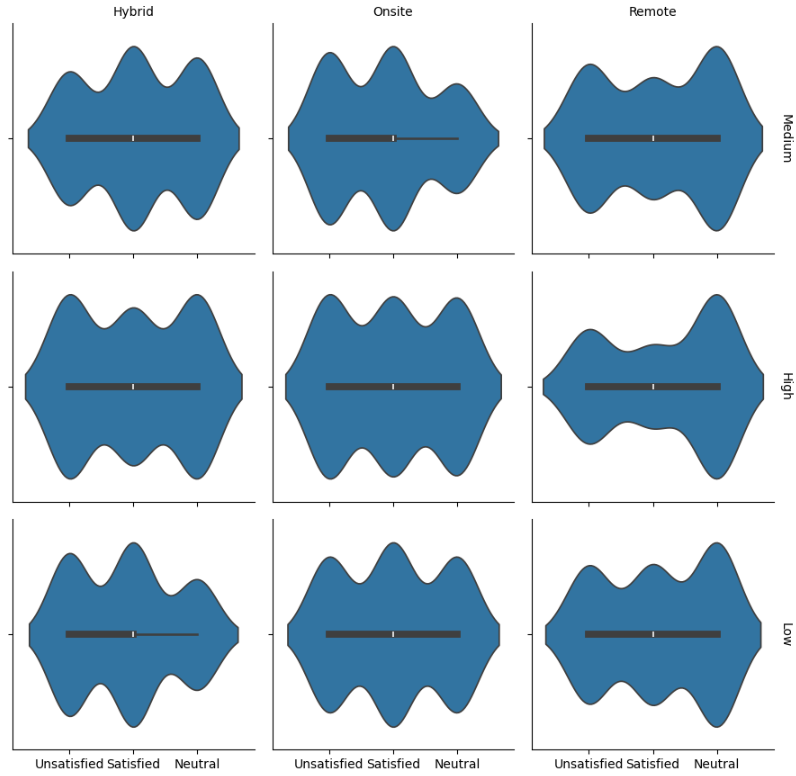 Hybrid
Onsite
Remote
Medium
High
Low
Unsatisfied Satisfied Neutral
Unsatisfied Satisfied Neutral
Unsatisfied Satisfied Neutral